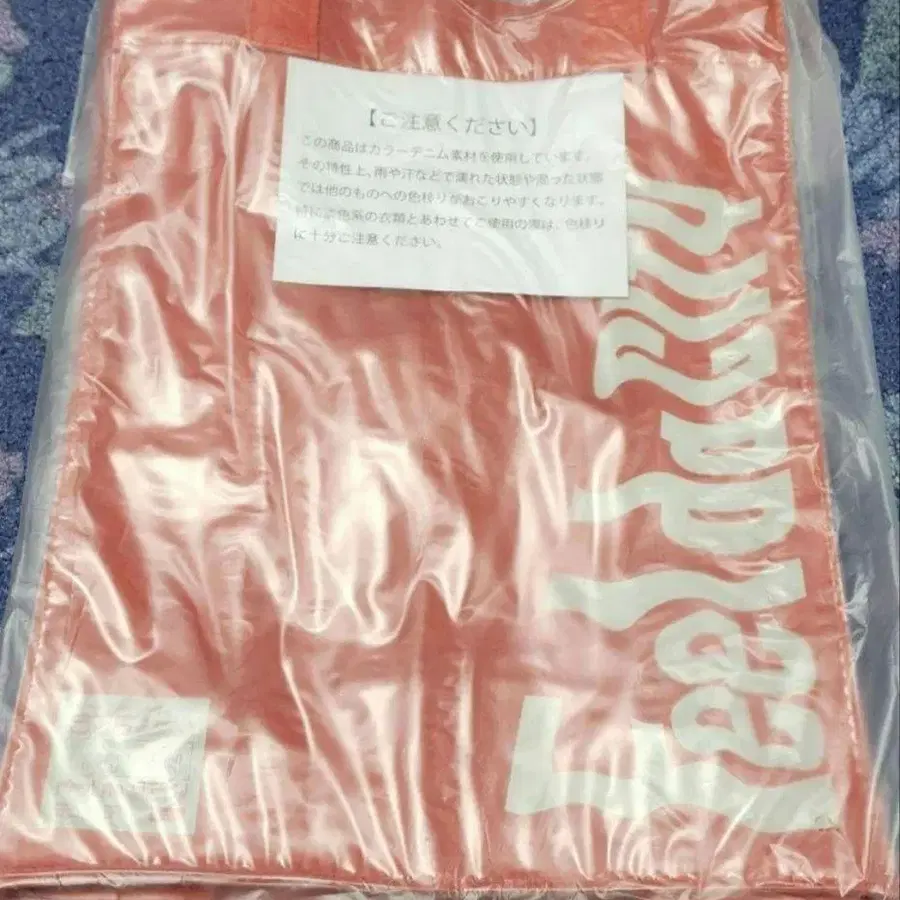 【ご注意ください】
この商品はカラーデニム素材を使用しています。
その特性上、雨や汗などで濡れた状態や湿った状態
では他のものへの色移りがおこりやすくなります。
特に淡色系の衣類とあわせてご使用の際は、色移り
に十分ご注意ください。
Feel da